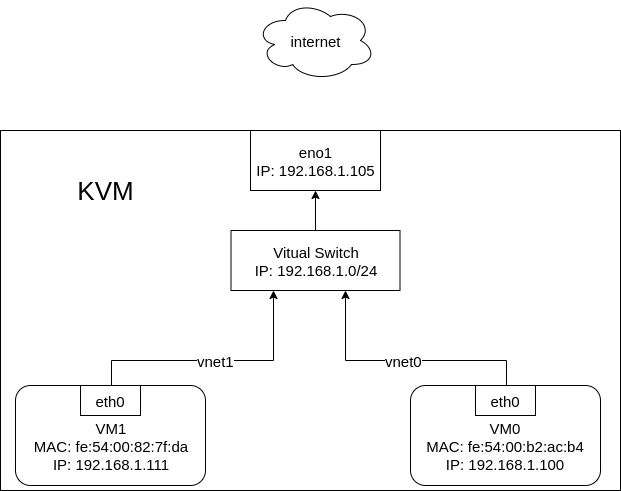 internet
eno1
IP: 192.168.1.105
KVM
Vitual Switch
IP: 192.168.1.0/24
vnet1
vnet0
eth0
VM1
MAC: fe:54:00:82:7f:da
IP: 192.168.1.111
eth0
VM0
MAC: fe:54:00:b2:ac:b4
IP: 192.168.1.100